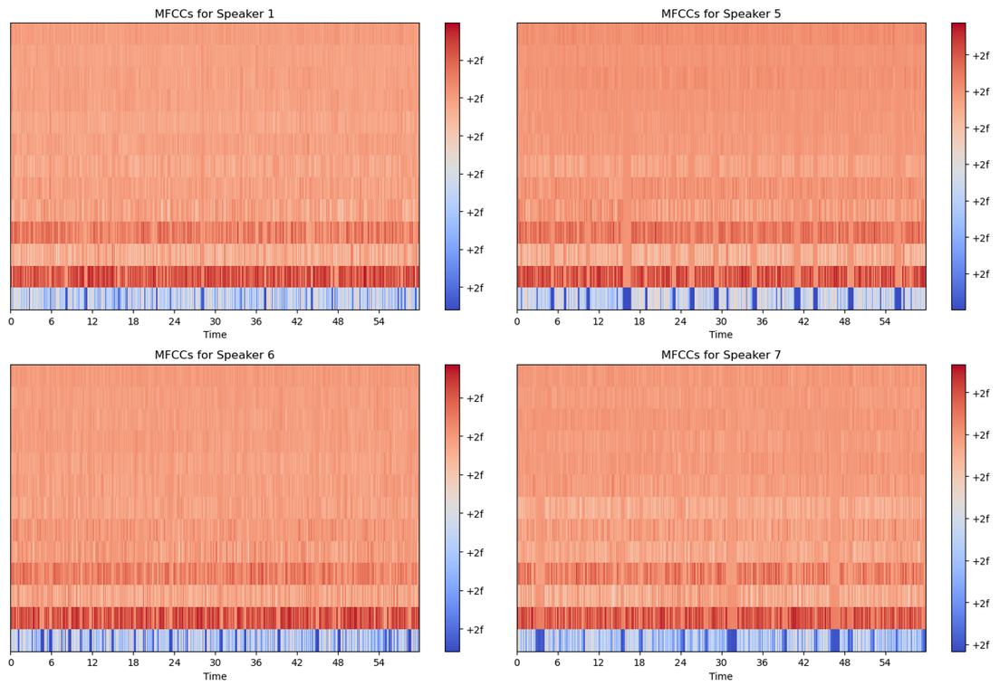 MFCCs for Speaker 1
+2f
+2f
+2f
+2f
+2f
+2f
+2f
0 6 12 18 24 30 36 42 48 54
Time
MFCCs for Speaker 5
+2f
+2f
+2f
+2f
+2f
+2f
+2f
0 6 12 18 24 30 36 42 48 54
Time
MFCCs for Speaker 6
+2f
+2f
+2f
+2f
+2f
+2f
+2f
0 6 12 18 24 30 36 42 48 54
Time
MFCCs for Speaker 7
+2f
+2f
+2f
+2f
+2f
+2f
+2f
0 6 12 18 24 30 36 42 48 54
Time